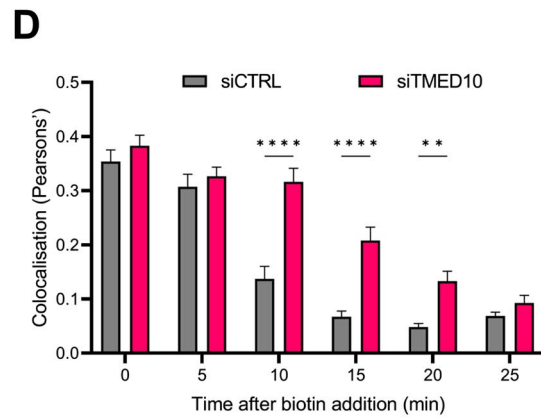 D
siCTRL siTMED10
0.5
0.4
0.3
0.2
0.1
0.0
**** **** **
Colocalisation (Pearsons')
0 5 10 15 20 25
Time after biotin addition (min)